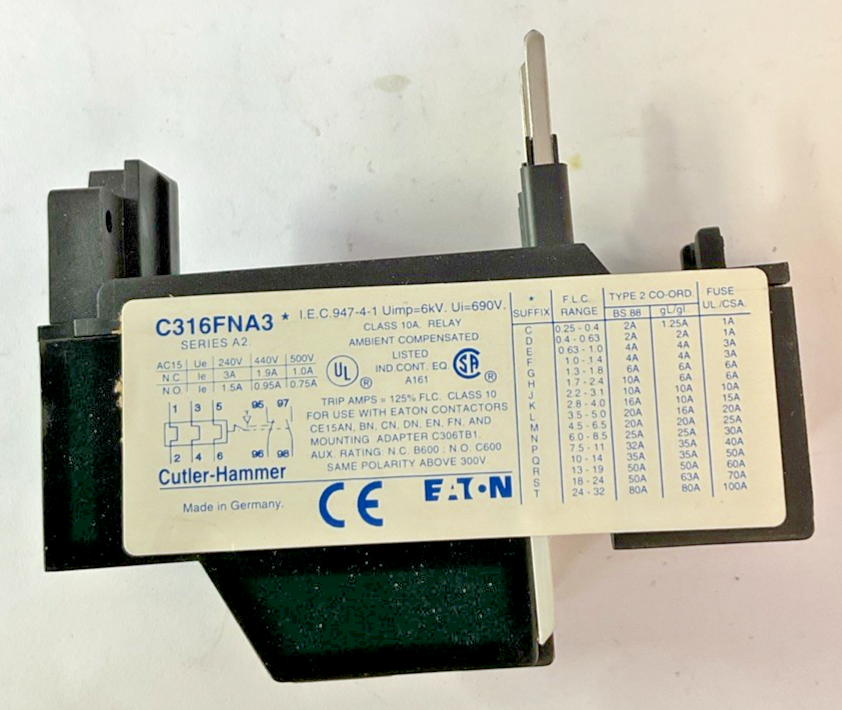 C316FNA3 * I.E.C.947-4-1 Uimp=6kV. Ui=690V.
SERIES A2.
CLASS 10A. RELAY
AMBIENT COMPENSATED
LISTED
IND.CONT. EQ
A161
UL ® SA ®
AC15 Ue 240V 440V 500V
N.C Ie 3A 1.9A 1.0A
N.O. Ie 1.5A 0.95A 0.75A
1 3 5 95 97
2 4 6 96 98
TRIP AMPS = 125% FLC. CLASS 10
FOR USE WITH EATON CONTACTORS
CE15AN, BN, CN, DN, EN, FN, AND
MOUNTING ADAPTER C306TB1.
AUX. RATING: N.C. B600 : N.O. C600
SAME POLARITY ABOVE 300V.
Cutler-Hammer
Made in Germany.
CE
EATON
* F.L.C. TYPE 2 CO-ORD. FUSE
SUFFIX RANGE BS 88 gL/gl. UL./CSA.
C 0.25 - 0.4 2A 1.25A 1A
D 0.4 - 0.63 2A 2A 1A
E 0.63 - 1.0 4A 4A 3A
F 1.0 - 1.4 4A 4A 3A
G 1.3 - 1.8 6A 6A 6A
H 1.7 - 2.4 10A 6A 6A
J 2.2 - 3.1 10A 10A 10A
K 2.8 - 4.0 16A 10A 15A
L 3.5 - 5.0 20A 16A 20A
M 4.5 - 6.5 20A 20A 25A
N 6.0 - 8.5 25A 25A 30A
P 7.5 - 11 32A 35A 40A
Q 10 - 14 35A 35A 50A
R 13 - 19 50A 50A 60A
S 18 - 24 50A 63A 70A
T 24 - 32 80A 80A 100A